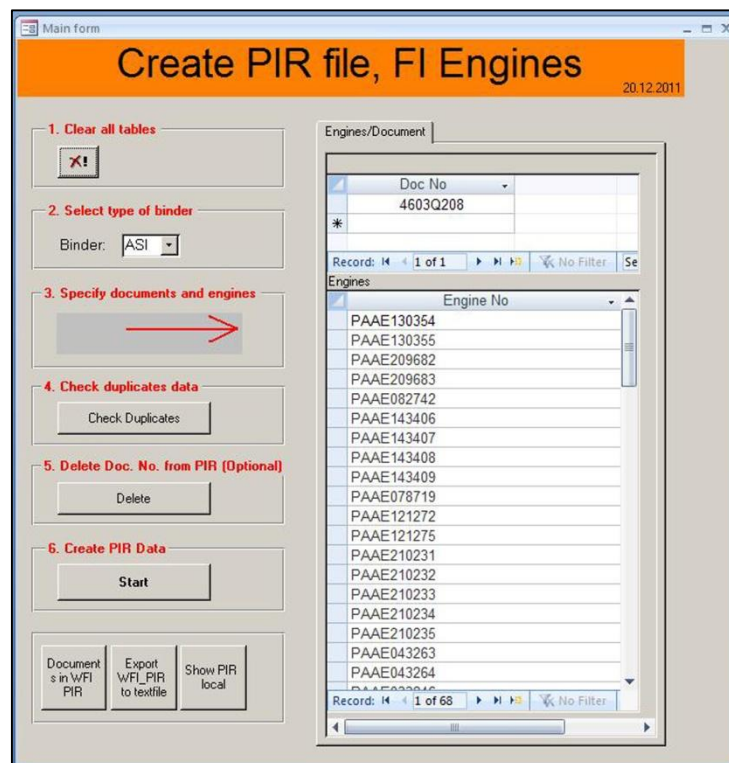 Main form
Create PIR file, FI Engines
20.12.2011
1. Clear all tables
X!
2. Select type of binder
Binder: ASI
3. Specify documents and engines
4. Check duplicates data
Check Duplicates
5. Delete Doc. No. from PIR (Optional)
Delete
6. Create PIR Data
Start
Document
s in WFI
PIR
Export
WFI_PIR
to textfile
Show PIR
local
Engines/Document
Doc No
4603Q208
Record: 1 of 1 No Filter Se
Engines
Engine No
PAAE130354
PAAE130355
PAAE209682
PAAE209683
PAAE082742
PAAE143406
PAAE143407
PAAE143408
PAAE143409
PAAE078719
PAAE121272
PAAE121275
PAAE210231
PAAE210232
PAAE210233
PAAE210234
PAAE210235
PAAE043263
PAAE043264
Record: 1 of 68 No Filter